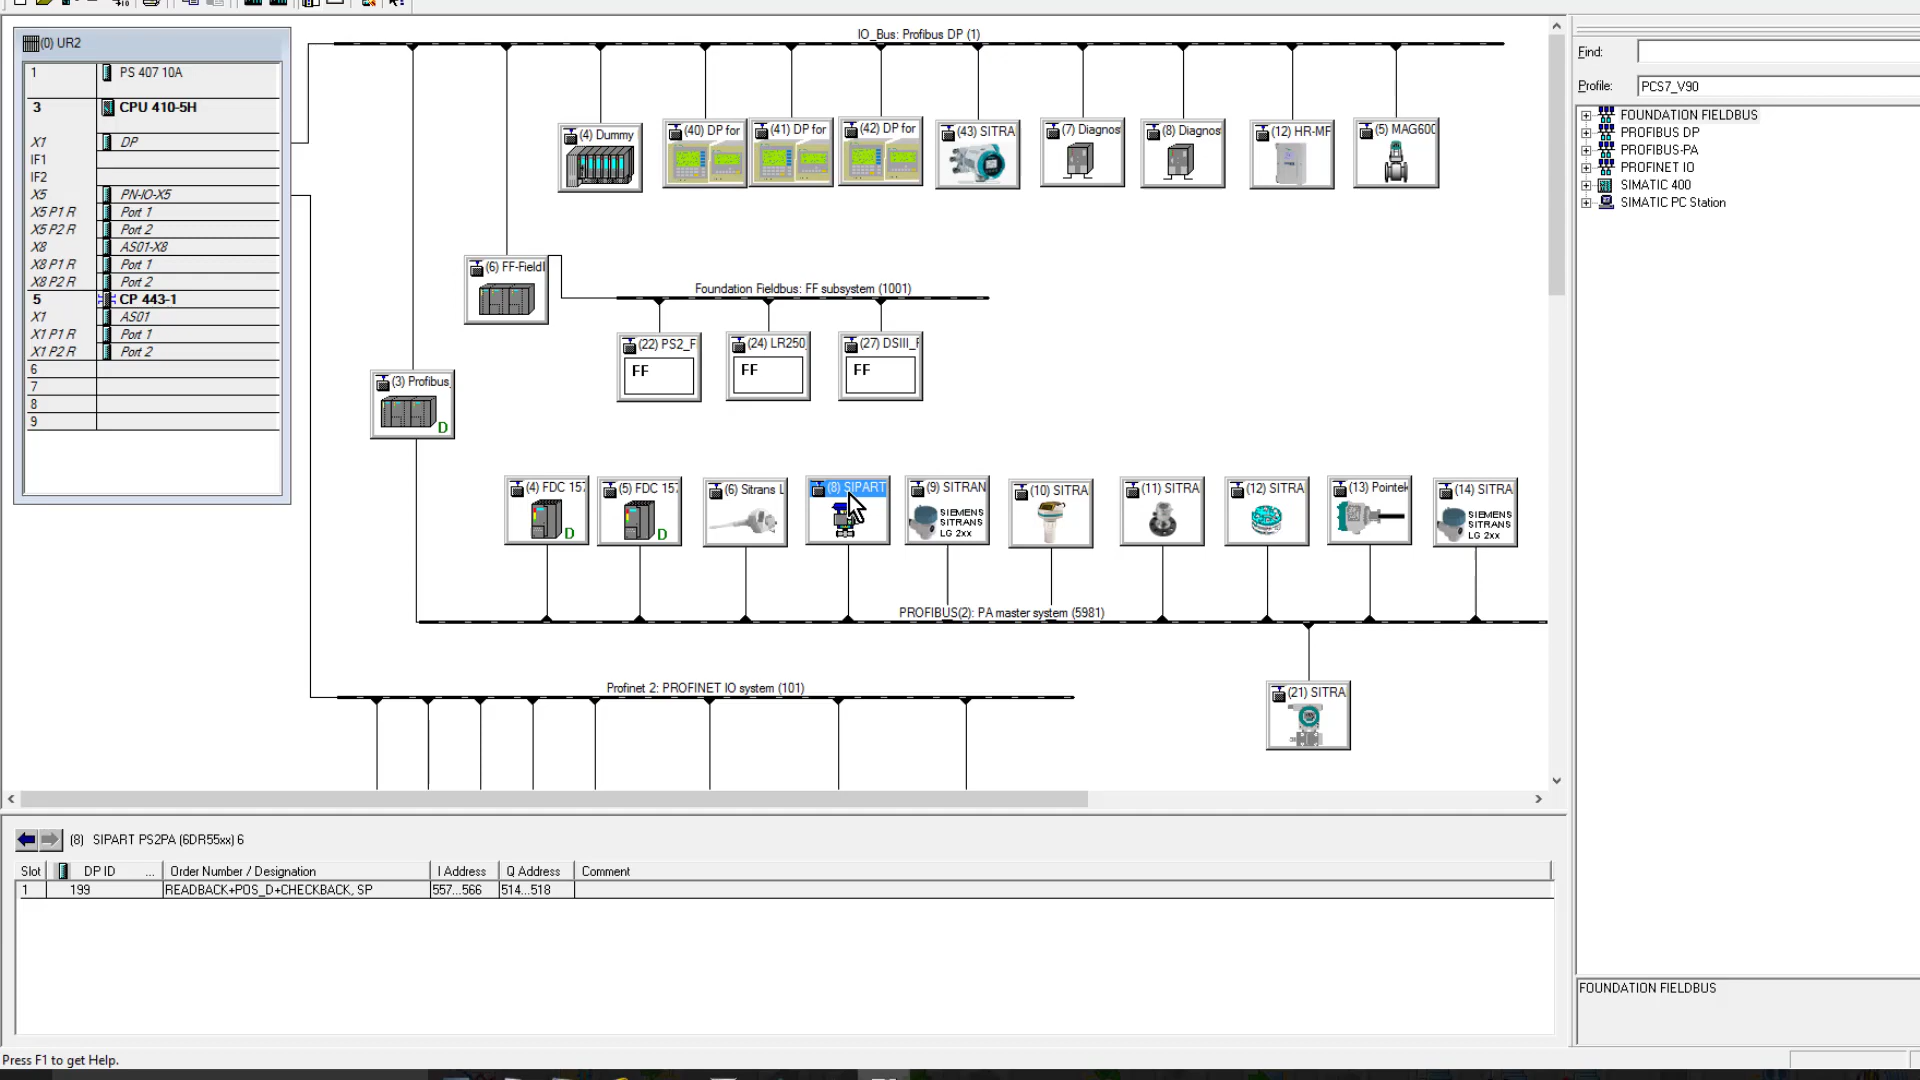 (0) UR2
1 PS 407 10A
3 CPU 410-5H
X1 DP
IF1
IF2
X5 PN-IO-X5
X5 P1 R Port 1
X5 P2 R Port 2
X8 AS01-X8
X8 P1 R Port 1
X8 P2 R Port 2
5 CP 443-1
X1 AS01
X1 P1 R Port 1
X1 P2 R Port 2
6
7
8
9
IO_Bus: Profibus DP (1)
(4) Dummy
(40) DP for
(41) DP for
(42) DP for
(43) SITRA
(7) Diagnos
(8) Diagnos
(12) HR-MF
(5) MAG600
(6) FF-Field
Foundation Fieldbus: FF subsystem (1001)
(22) PS2_F
FF
(24) LR250_
FF
(27) DSIII_F
FF
(3) Profibus_
D
(4) FDC 157
D
(5) FDC 157
D
(6) Sitrans L
(8) SIPART
(9) SITRAN
SIEMENS
SITRANS
LG 2xx
(10) SITRA
(11) SITRA
(12) SITRA
(13) Pointek
(14) SITRA
SIEMENS
SITRANS
LG 2xx
PROFIBUS(2): PA master system (5981)
(21) SITRA
Profinet 2: PROFINET IO system (101)
Find:
Profile: PCS7_V90
FOUNDATION FIELDBUS
PROFIBUS DP
PROFIBUS-PA
PROFINET IO
SIMATIC 400
SIMATIC PC Station
FOUNDATION FIELDBUS
(8) SIPART PS2PA (6DR55xx) 6
Slot DP ID ... Order Number / Designation I Address Q Address Comment
1 199 READBACK+POS_D+CHECKBACK, SP 557...566 514...518
Press F1 to get Help.